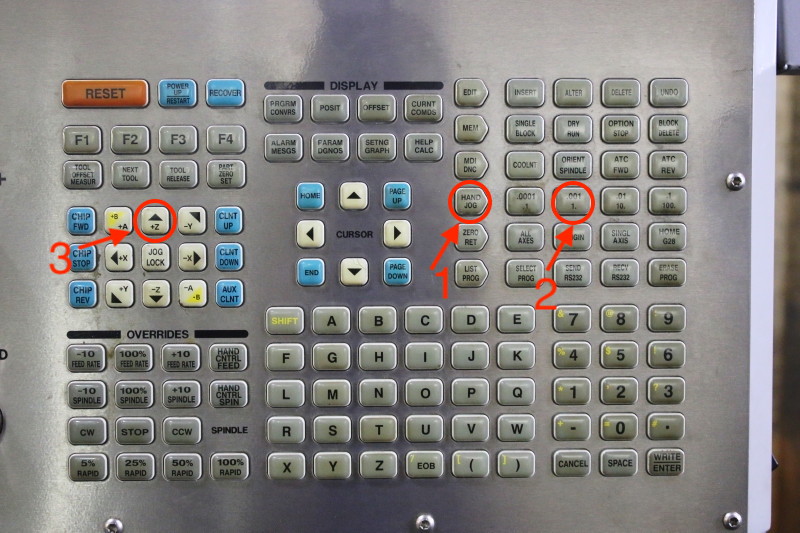 DISPLAY
RESET
POWER
UP
RESTART
RECOVER
PRGRM
CONVRS
POSIT
OFFSET
CURNT
COMDS
EDIT
INSERT
ALTER
DELETE
UNDO
F1
F2
F3
F4
ALARM
MESGS
PARAM
DGNOS
SETNG
GRAPH
HELP
CALC
MEM
SINGLE
BLOCK
DRY
RUN
OPTION
STOP
BLOCK
DELETE
TOOL
OFFSET
MEASUR
NEXT
TOOL
TOOL
RELEASE
PART
ZERO
SET
MDI
DNC
COOLNT
ORIENT
SPINDLE
ATC
FWD
ATC
REV
HOME
PAGE
UP
HAND
JOG
.0001
.1
.001
1.
.01
10.
.1
100.
CHIP
FWD
+B
+A
+Z
-Y
CLNT
UP
CURSOR
ZERO
RET
ALL
AXES
SINGL
AXIS
HOME
G28
3
CHIP
STOP
+X
JOG
LOCK
-X
CLNT
DOWN
END
PAGE
DOWN
1
2
LIST
PROG
SELECT
PROG
SEND
RS232
RECV
RS232
ERASE
PROG
CHIP
REV
+Y
-Z
-A
-B
AUX
CLNT
OVERRIDES
SHIFT
A
B
C
D
E
7
8
9
-10
FEED RATE
100%
FEED RATE
+10
FEED RATE
HAND
CNTRL
FEED
F
G
H
I
J
K
4
5
6
-10
SPINDLE
100%
SPINDLE
+10
SPINDLE
HAND
CNTRL
SPIN
L
M
N
O
P
Q
1
2
3
CW
STOP
CCW
SPINDLE
R
S
T
U
V
W
-
0
.
5%
RAPID
25%
RAPID
50%
RAPID
100%
RAPID
X
Y
Z
EOB
(
)
CANCEL
SPACE
WRITE
ENTER